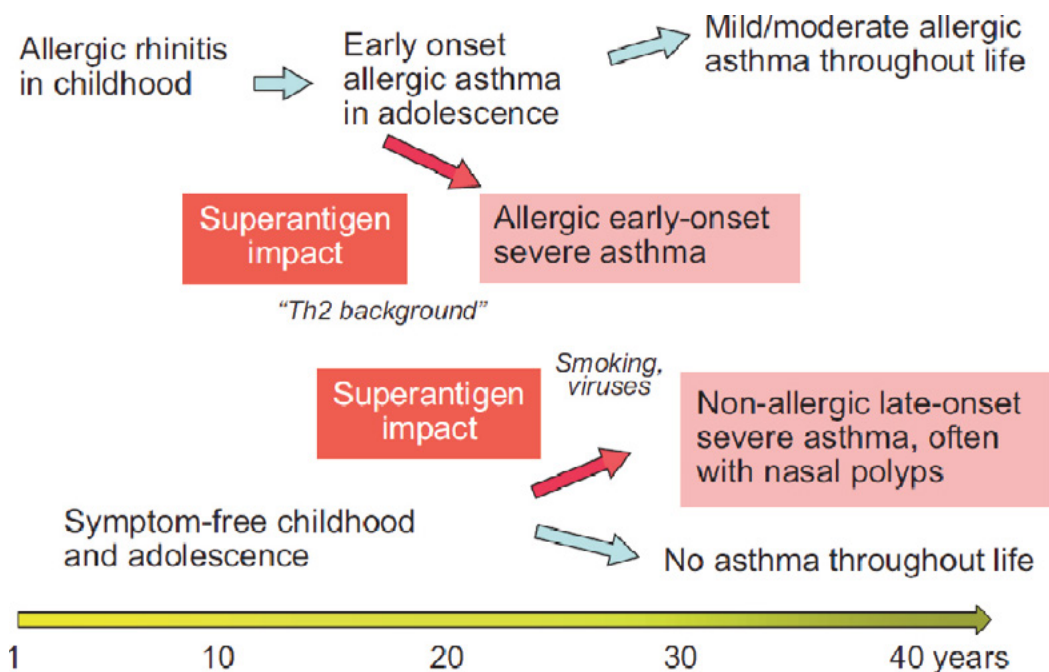 Allergic rhinitis
in childhood
Early onset
allergic asthma
in adolescence
Mild/moderate allergic
asthma throughout life
Superantigen
impact
Allergic early-onset
severe asthma
“Th2 background”
Smoking,
viruses
Superantigen
impact
Non-allergic late-onset
severe asthma, often
with nasal polyps
Symptom-free childhood
and adolescence
No asthma throughout life
1 10 20 30 40 years